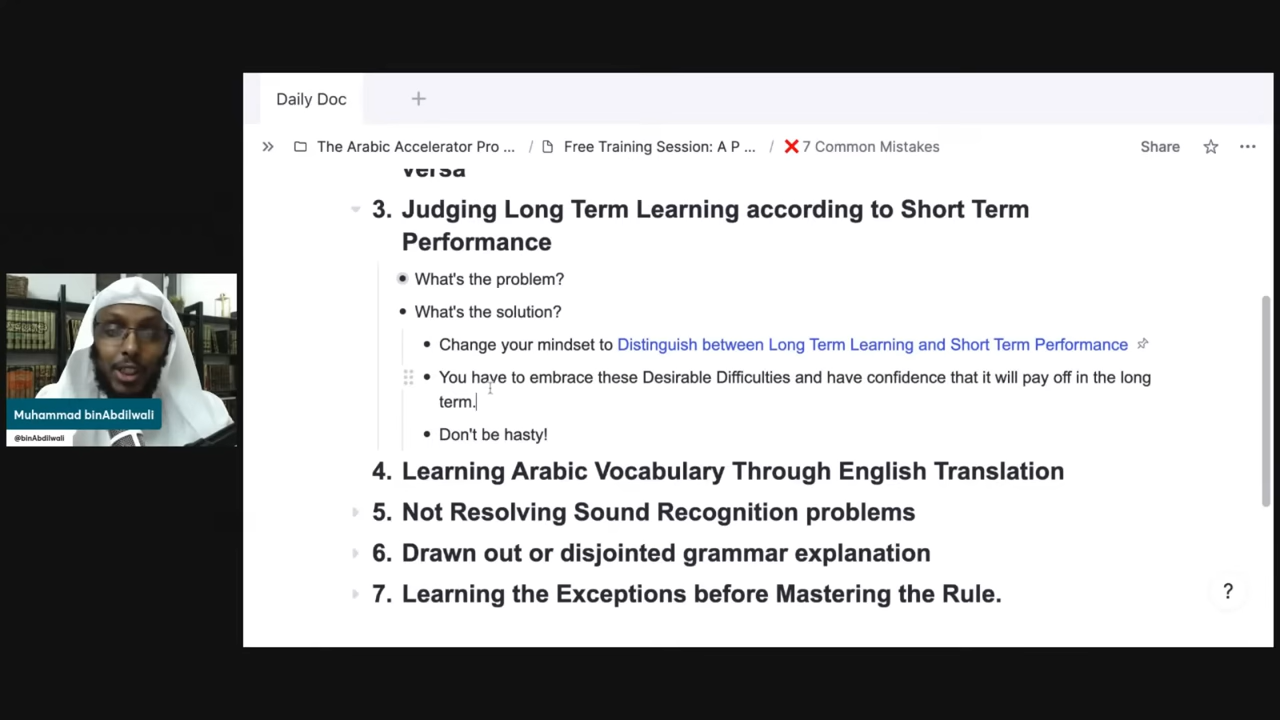 Daily Doc
The Arabic Accelerator Pro ... / Free Training Session: A P ... / ❌ 7 Common Mistakes
Share
versa
3. Judging Long Term Learning according to Short Term
Performance
What's the problem?
What's the solution?
Change your mindset to Distinguish between Long Term Learning and Short Term Performance
You have to embrace these Desirable Difficulties and have confidence that it will pay off in the long
term.
Don't be hasty!
4. Learning Arabic Vocabulary Through English Translation
5. Not Resolving Sound Recognition problems
6. Drawn out or disjointed grammar explanation
7. Learning the Exceptions before Mastering the Rule.
?
Muhammad binAbdilwali
@binAbdilwali